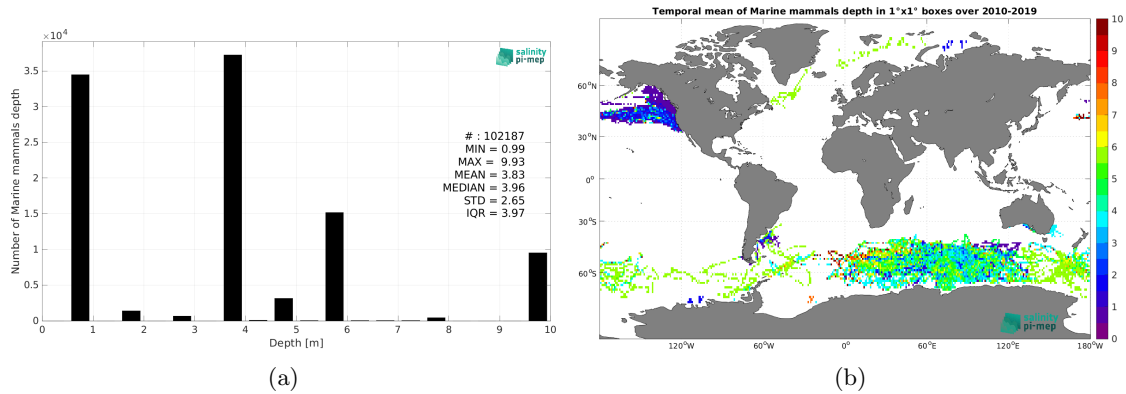 ×10⁴
3.5
3
2.5
2
1.5
1
0.5
0
0 1 2 3 4 5 6 7 8 9 10
Number of Marine mammals depth
Depth [m]
salinity
pi-mep
# : 102187
MIN = 0.99
MAX = 9.93
MEAN = 3.83
MEDIAN = 3.96
STD = 2.65
IQR = 3.97
(a)
Temporal mean of Marine mammals depth in 1°x1° boxes over 2010-2019
60°N
30°N
0°
30°S
60°S
120°W 60°W 0° 60°E 120°E 180°W
salinity
pi-mep
10
9
8
7
6
5
4
3
2
1
0
(b)